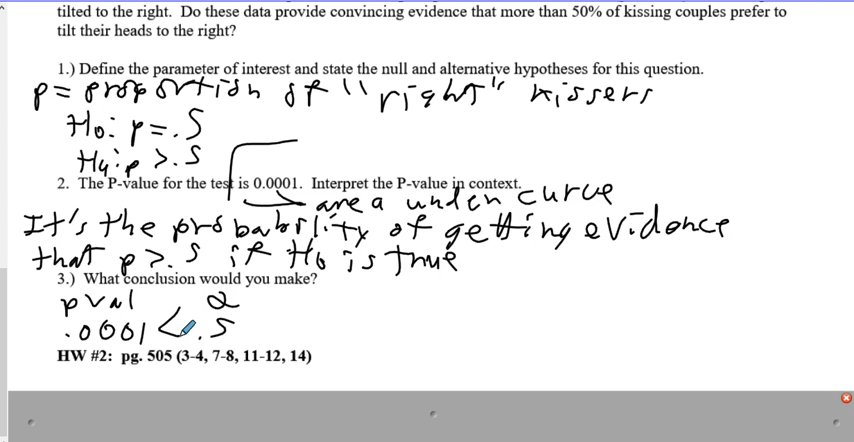 tilted to the right. Do these data provide convincing evidence that more than 50% of kissing couples prefer to
tilt their heads to the right?
1.) Define the parameter of interest and state the null and alternative hypotheses for this question.
p = proportion of "right" kissers
Ho: p = .5
Ha: p > .5
2. The P-value for the test is 0.0001. Interpret the P-value in context.
area under curve
It's the probability of getting evidence
that p > .5 if Ho is true
3.) What conclusion would you make?
pval α
.0001 < .5
HW #2: pg. 505 (3-4, 7-8, 11-12, 14)